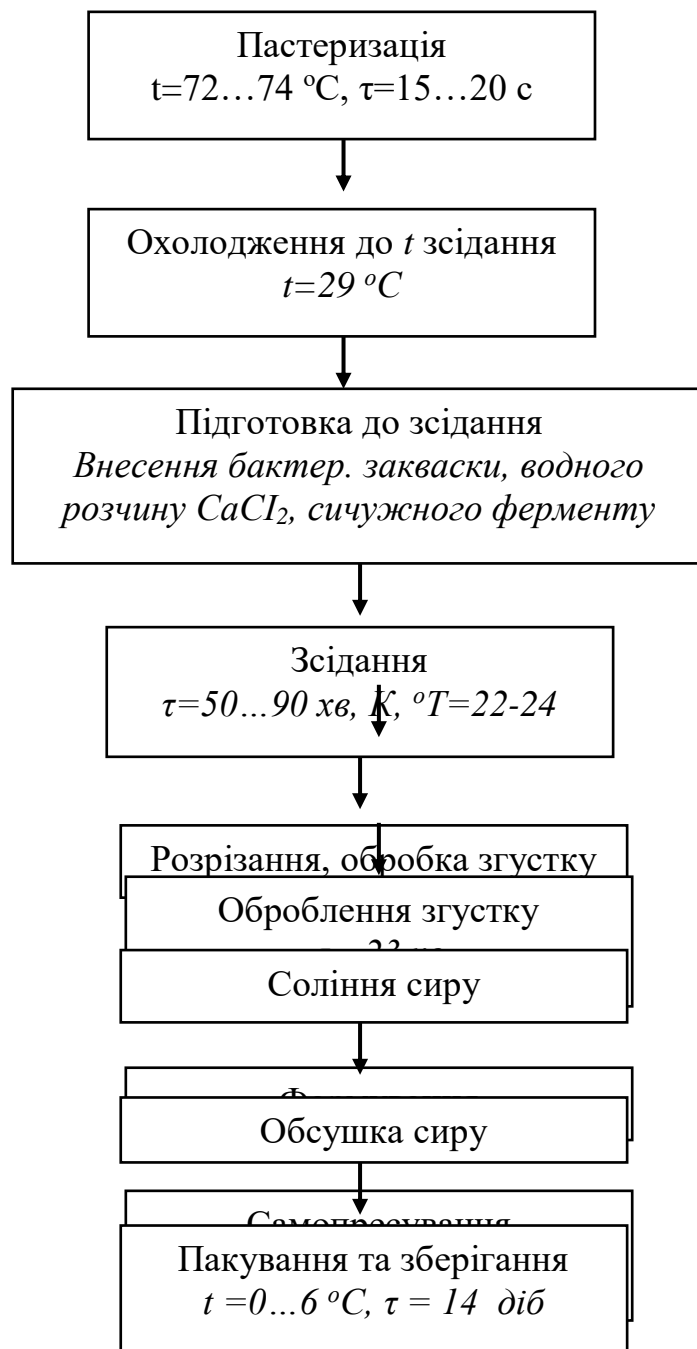 Пастеризація
t=72…74 ºС, τ=15…20 с
Охолодження до t зсідання
t=29 ºС
Підготовка до зсідання
Внесення бактер. закваски, водного
розчину CaCI₂, сичужного ферменту
Зсідання
τ=50…90 хв, К, ºТ=22-24
Розрізання, обробка згустку
Оброблення згустку
Соління сиру
Обсушка сиру
Самопресування
Пакування та зберігання
t =0…6 ºС, τ = 14 діб